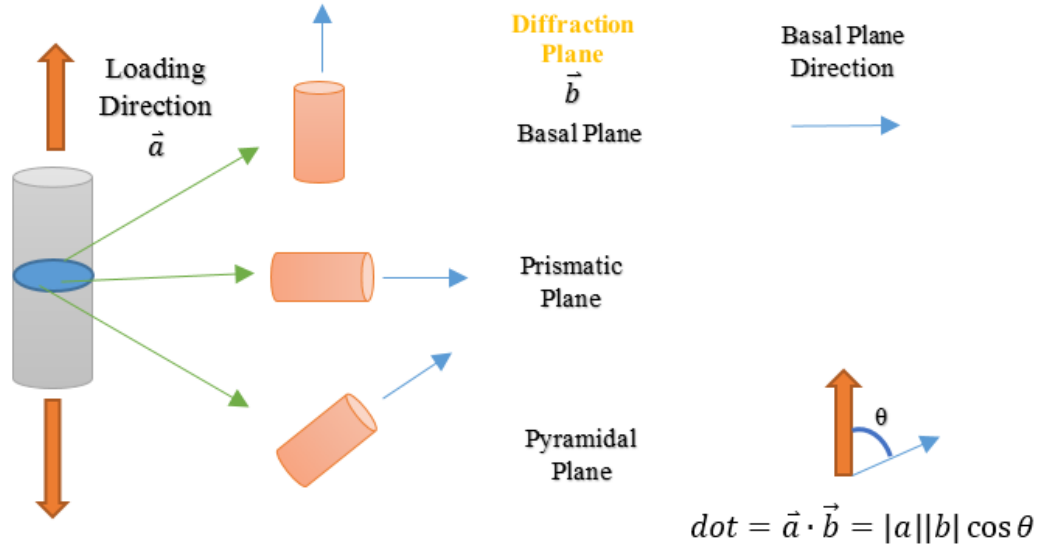 Loading
Direction
a⃗
Diffraction
Plane
b⃗
Basal Plane
Basal Plane
Direction
Prismatic
Plane
Pyramidal
Plane
θ
dot = a⃗ · b⃗ = |a||b| cos θ